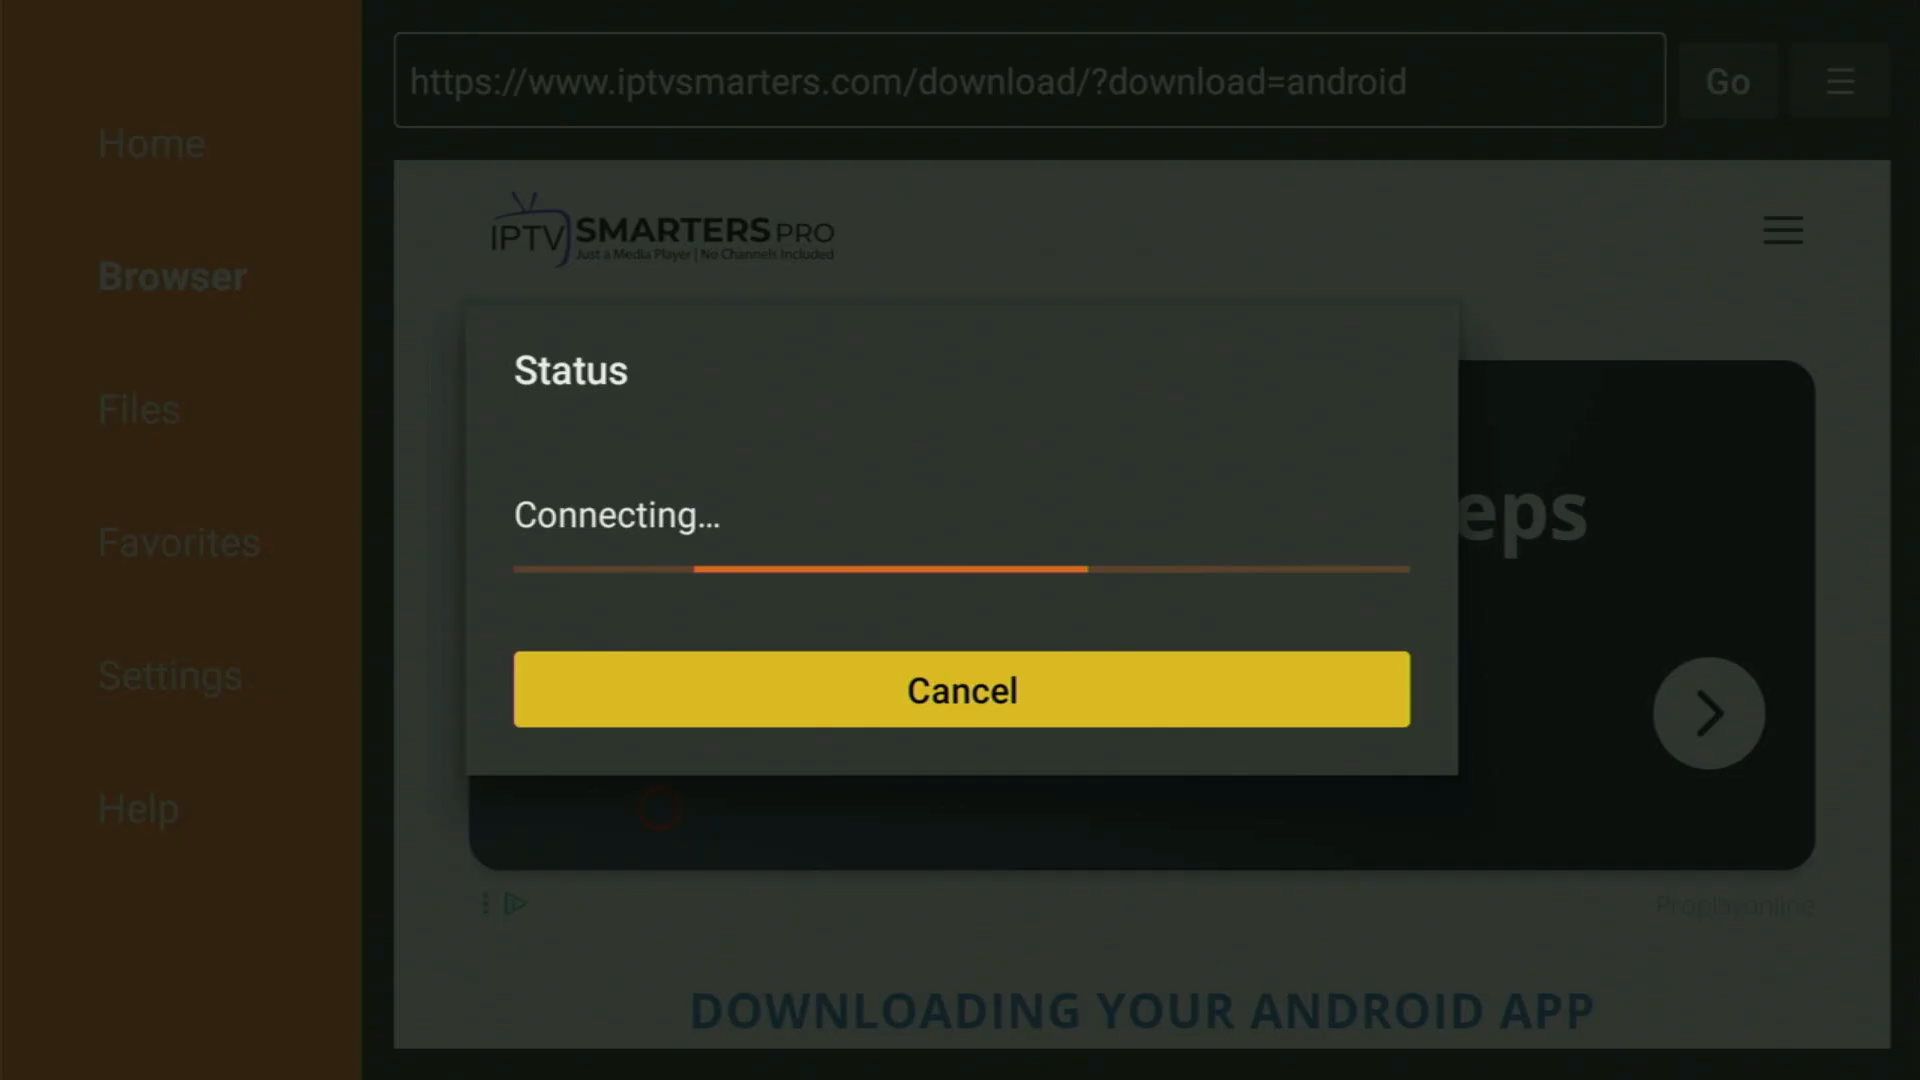 https://www.iptvsmarters.com/download/?download=android
Go
Home
Browser
Files
Favorites
Settings
Help
IPTV SMARTERS PRO
Just a Media Player | No Channels Included
Status
Connecting...
Cancel
eps
Proplayonline
DOWNLOADING YOUR ANDROID APP